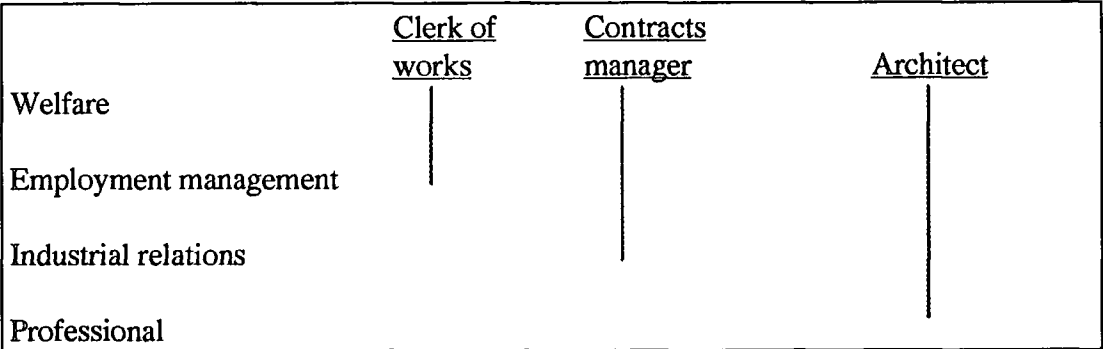 Clerk of works
Contracts manager
Architect
Welfare
Employment management
Industrial relations
Professional